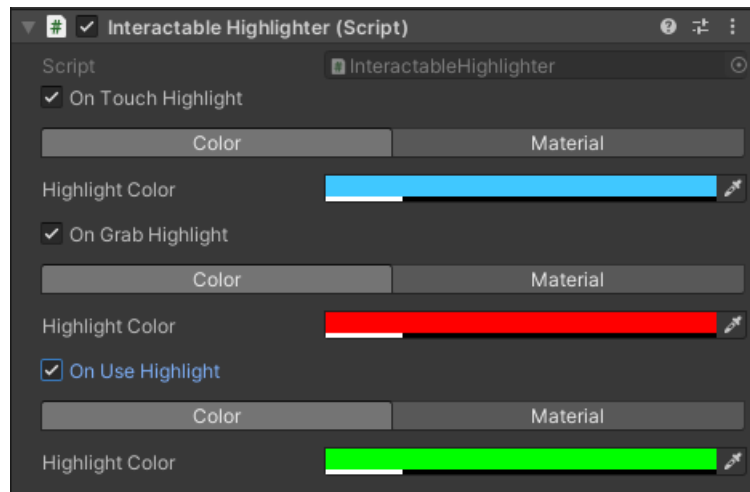 Interactable Highlighter (Script)
Script InteractableHighlighter
On Touch Highlight
Color Material
Highlight Color
On Grab Highlight
Color Material
Highlight Color
On Use Highlight
Color Material
Highlight Color